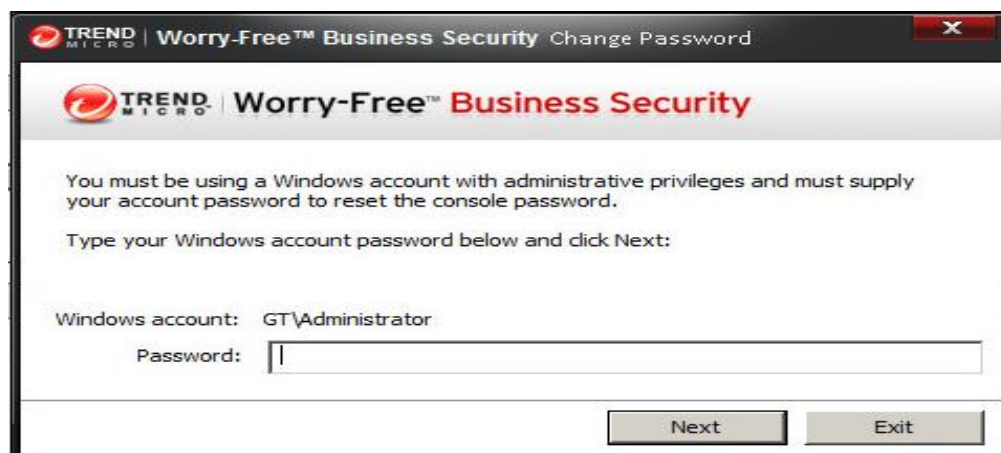 TREND MICRO | Worry-Free™ Business Security Change Password
X
TREND MICRO | Worry-Free™ Business Security
You must be using a Windows account with administrative privileges and must supply
your account password to reset the console password.
Type your Windows account password below and click Next:
Windows account: GT\Administrator
Password:
Next Exit